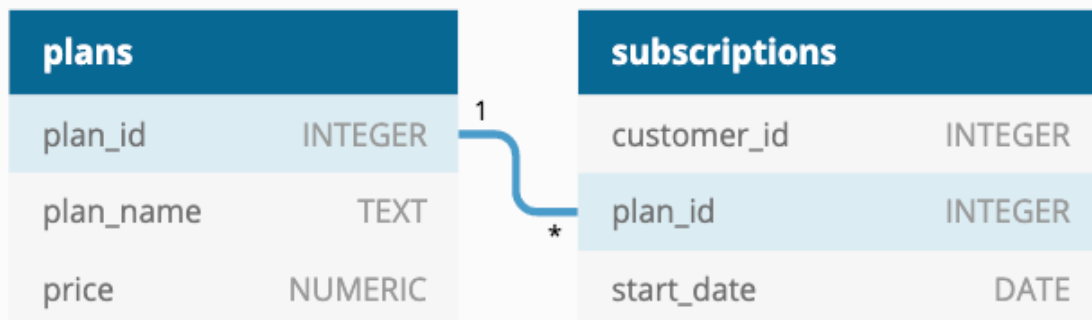 plans
plan_id INTEGER
plan_name TEXT
price NUMERIC
1
*
subscriptions
customer_id INTEGER
plan_id INTEGER
start_date DATE